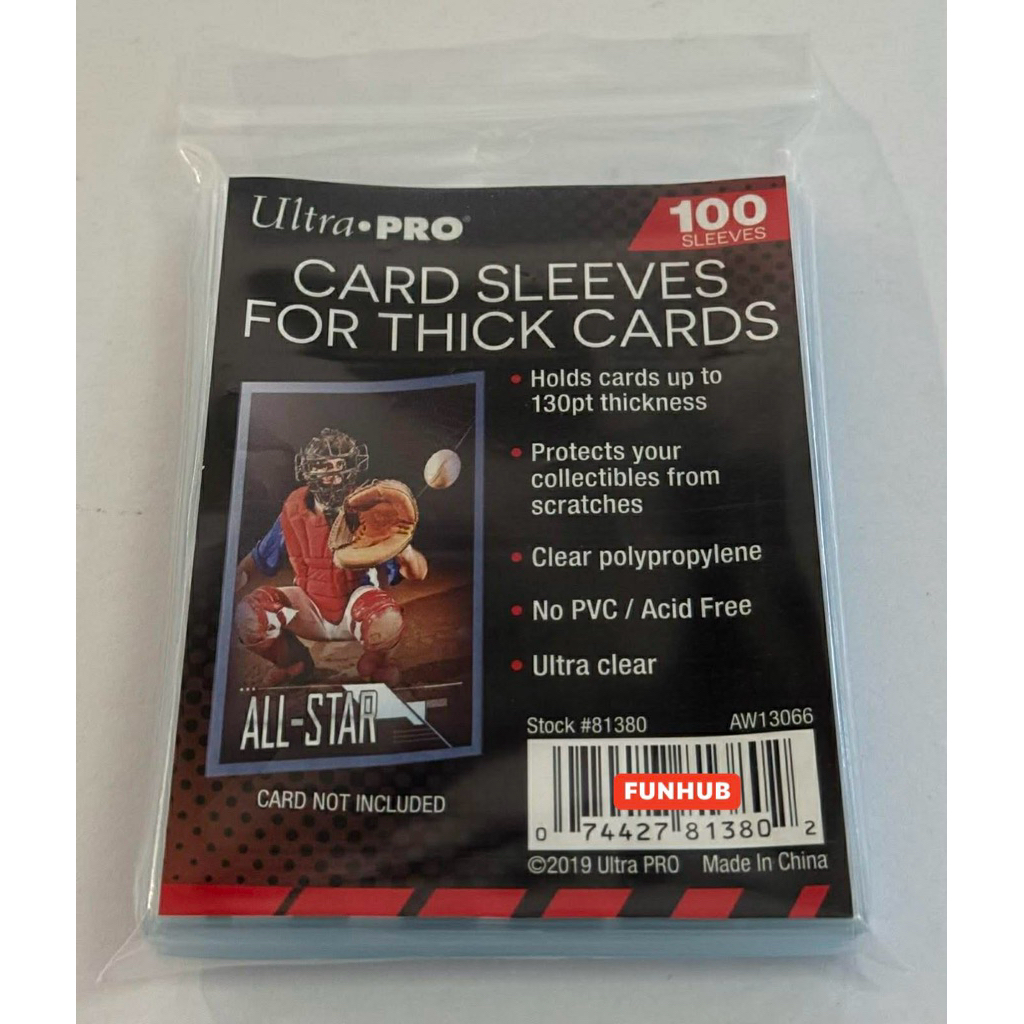 Ultra•PRO®
100
SLEEVES
CARD SLEEVES
FOR THICK CARDS
• Holds cards up to
130pt thickness
• Protects your
collectibles from
scratches
• Clear polypropylene
• No PVC / Acid Free
• Ultra clear
ALL-STAR
CARD NOT INCLUDED
Stock #81380 AW13066
FUNHUB
0 74427 81380 2
©2019 Ultra PRO Made In China